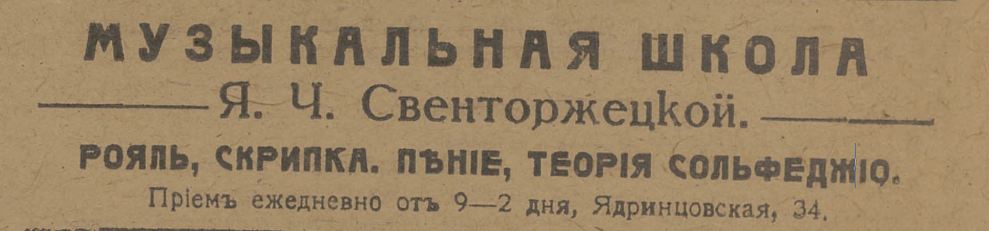 МУЗЫКАЛЬНАЯ ШКОЛА
Я. Ч. Свенторжецкой.
РОЯЛЬ, СКРИПКА. ПѢНІЕ, ТЕОРІЯ СОЛЬФЕДЖІО.
Пріемъ ежедневно отъ 9—2 дня, Ядринцовская, 34.